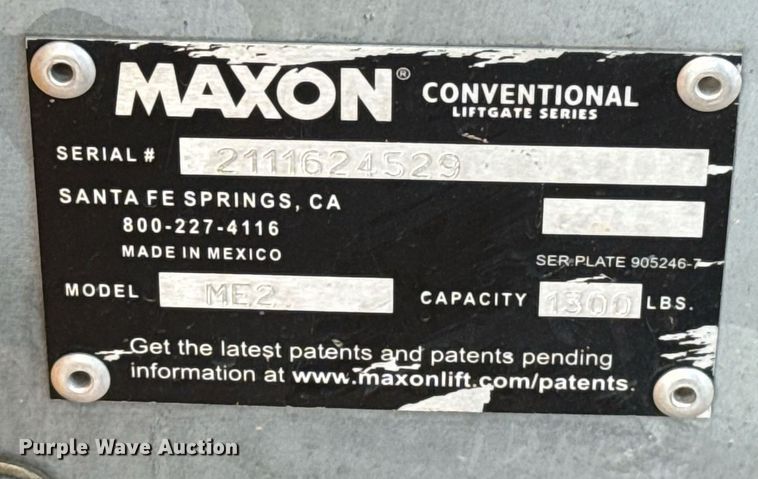 MAXON® CONVENTIONAL
LIFTGATE SERIES
SERIAL # 2111624529
SANTA FE SPRINGS, CA
800-227-4116
MADE IN MEXICO
SER.PLATE 905246-7
MODEL ME2 CAPACITY 1300 LBS.
Get the latest patents and patents pending
information at www.maxonlift.com/patents.
Purple Wave Auction